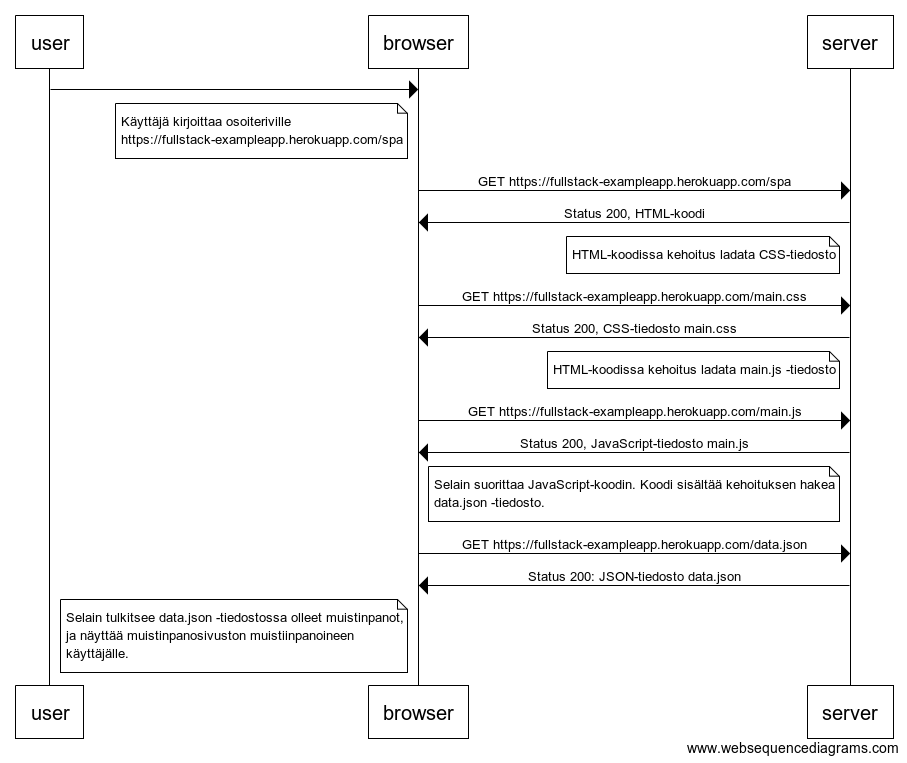 user
browser
server
Käyttäjä kirjoittaa osoiteriville
https://fullstack-exampleapp.herokuapp.com/spa
GET https://fullstack-exampleapp.herokuapp.com/spa
Status 200, HTML-koodi
HTML-koodissa kehoitus ladata CSS-tiedosto
GET https://fullstack-exampleapp.herokuapp.com/main.css
Status 200, CSS-tiedosto main.css
HTML-koodissa kehoitus ladata main.js -tiedosto
GET https://fullstack-exampleapp.herokuapp.com/main.js
Status 200, JavaScript-tiedosto main.js
Selain suorittaa JavaScript-koodin. Koodi sisältää kehoituksen hakea
data.json -tiedosto.
GET https://fullstack-exampleapp.herokuapp.com/data.json
Status 200: JSON-tiedosto data.json
Selain tulkitsee data.json -tiedostossa olleet muistinpanot,
ja näyttää muistinpanosivuston muistiinpanoineen
käyttäjälle.
user
browser
server
www.websequencediagrams.com